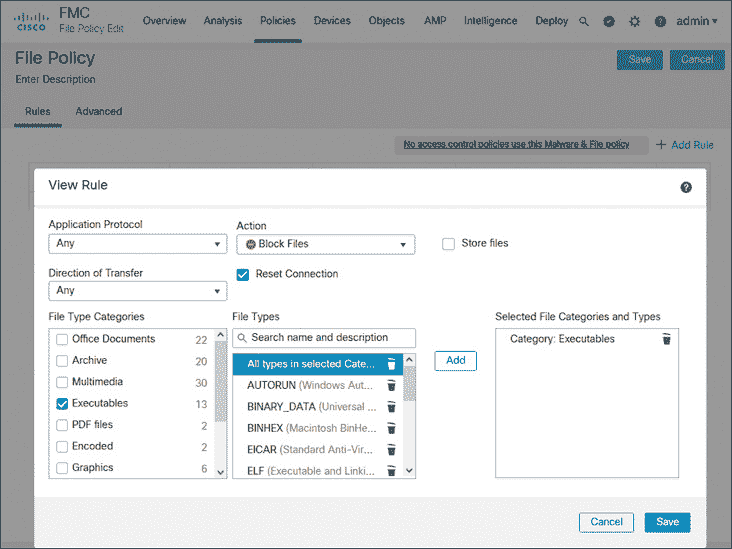 CISCO
FMC
File Policy Edit
Overview Analysis Policies Devices Objects AMP Intelligence Deploy admin
File Policy
Enter Description
Save Cancel
Rules Advanced
No access control policies use this Malware & File policy
Add Rule
View Rule
Application Protocol
Any
Action
Block Files
Store files
Direction of Transfer
Any
Reset Connection
File Type Categories
Office Documents 22
Archive 20
Multimedia 30
Executables 13
PDF files 2
Encoded 2
Graphics 6
File Types
Search name and description
All types in selected Cate...
AUTORUN (Windows Aut...
BINARY_DATA (Universal ...
BINHEX (Macintosh BinHe...
EICAR (Standard Anti-Vir...
ELF (Executable and Linki...
Add
Selected File Categories and Types
Category: Executables
Cancel Save